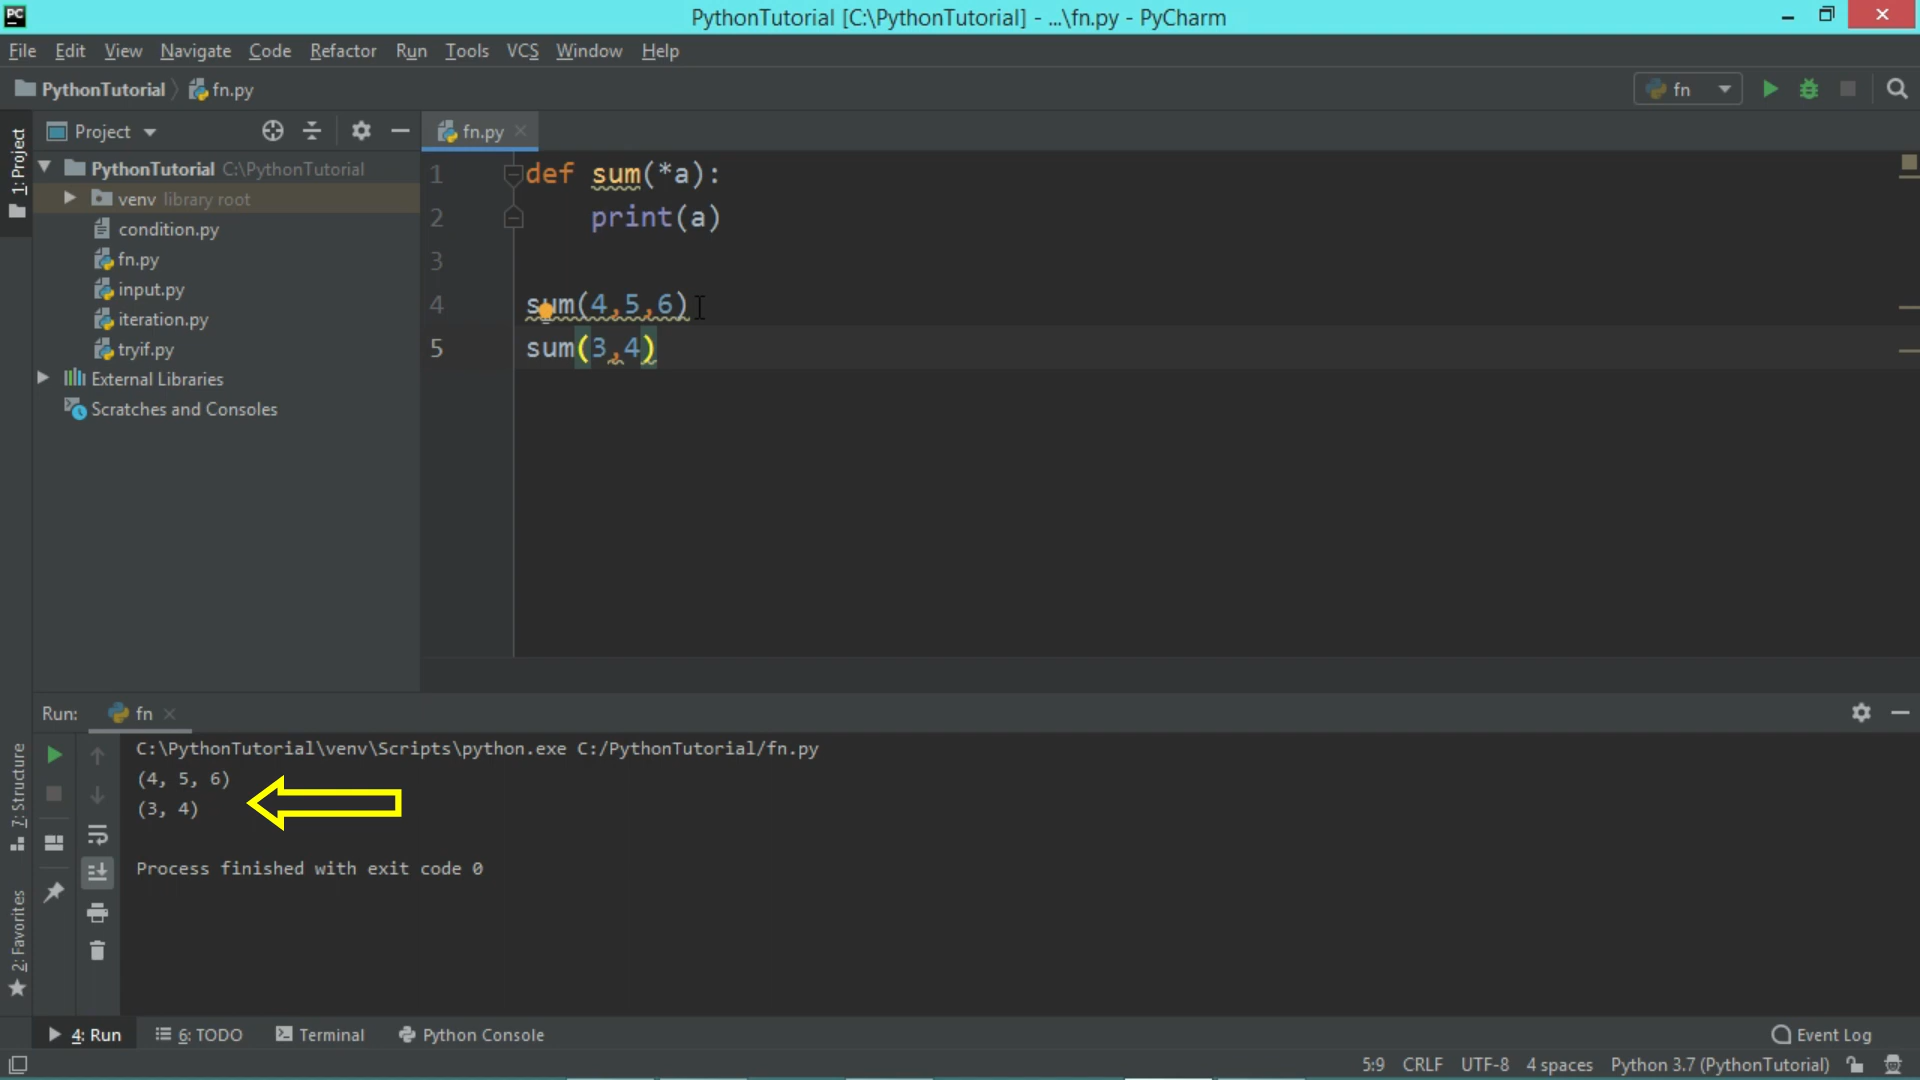 PC
PythonTutorial [C:\PythonTutorial] - ...\fn.py - PyCharm
File Edit View Navigate Code Refactor Run Tools VCS Window Help
PythonTutorial fn.py
fn
1: Project
Project
PythonTutorial C:\PythonTutorial
venv library root
condition.py
fn.py
input.py
iteration.py
tryif.py
External Libraries
Scratches and Consoles
fn.py
1 def sum(*a):
2     print(a)
3
4 sum(4,5,6)
5 sum(3,4)
Run: fn
C:\PythonTutorial\venv\Scripts\python.exe C:/PythonTutorial/fn.py
(4, 5, 6)
(3, 4)
Process finished with exit code 0
7: Structure
2: Favorites
4: Run 6: TODO Terminal Python Console
Event Log
5:9 CRLF UTF-8 4 spaces Python 3.7 (PythonTutorial)